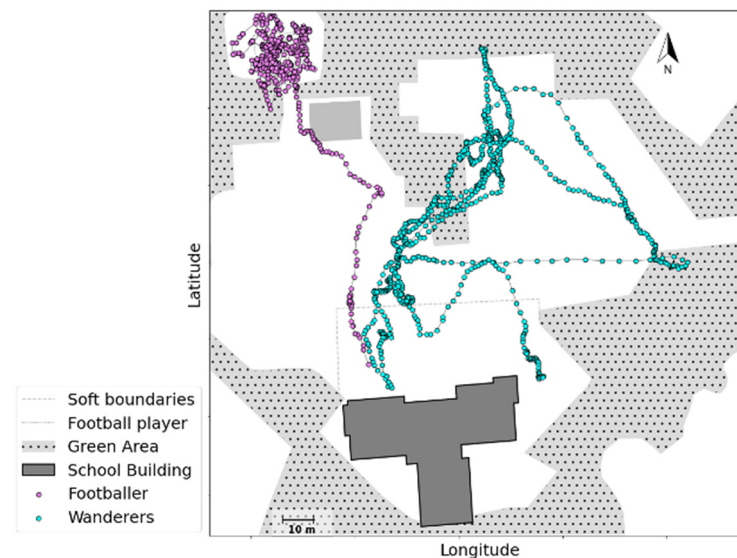 N
Latitude
Soft boundaries
Football player
Green Area
School Building
Footballer
Wanderers
10 m
Longitude